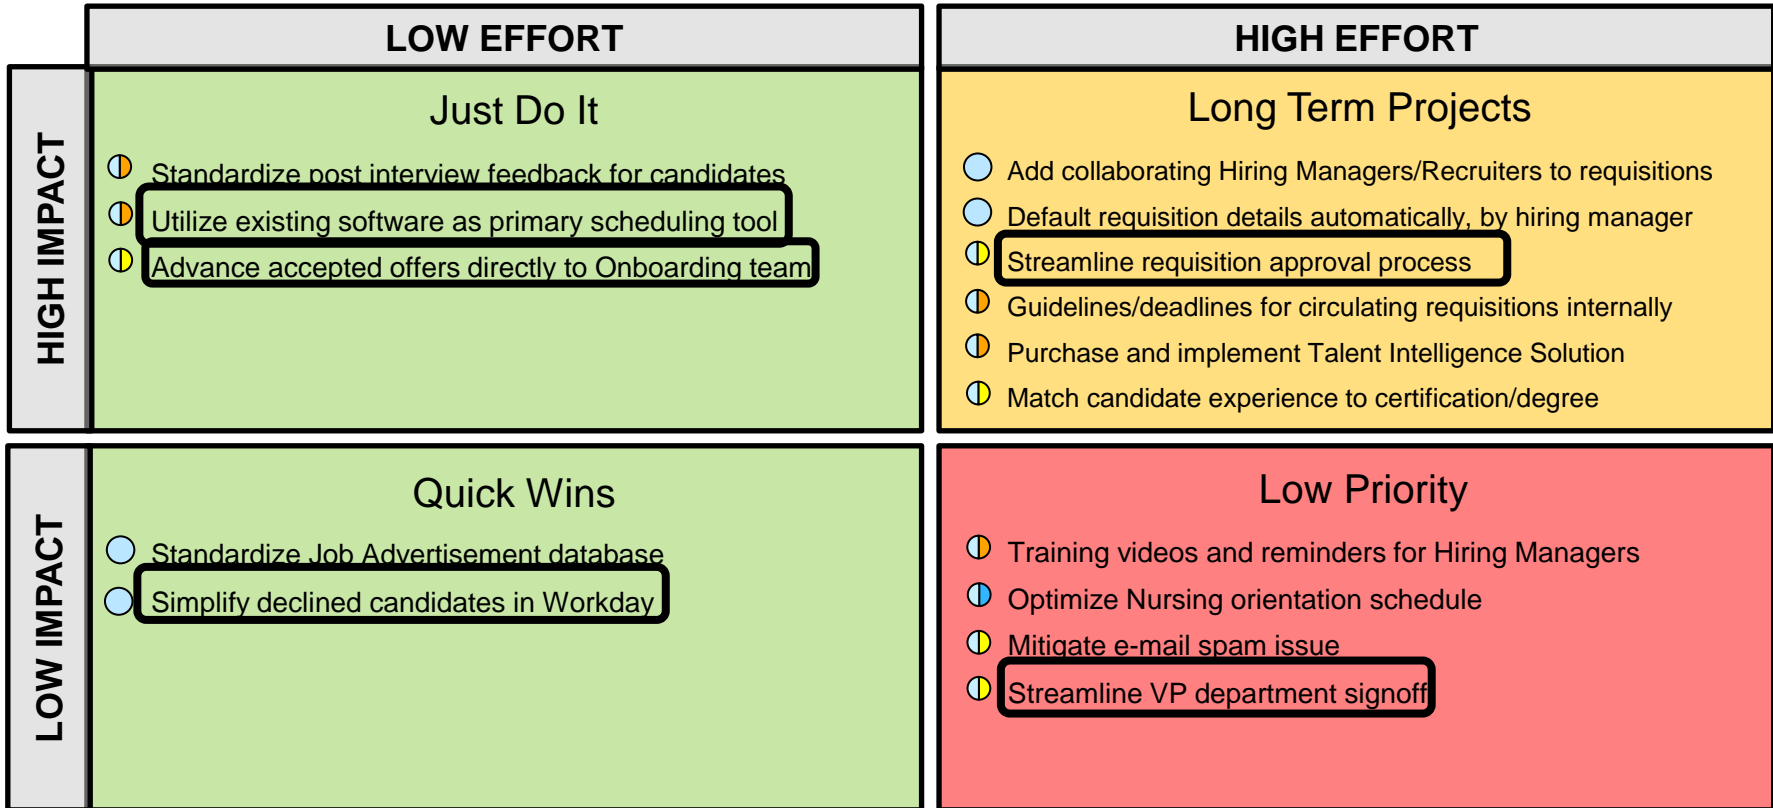 LOW EFFORT
HIGH EFFORT
HIGH IMPACT
Just Do It
Standardize post interview feedback for candidates
Utilize existing software as primary scheduling tool
Advance accepted offers directly to Onboarding team
Long Term Projects
Add collaborating Hiring Managers/Recruiters to requisitions
Default requisition details automatically, by hiring manager
Streamline requisition approval process
Guidelines/deadlines for circulating requisitions internally
Purchase and implement Talent Intelligence Solution
Match candidate experience to certification/degree
LOW IMPACT
Quick Wins
Standardize Job Advertisement database
Simplify declined candidates in Workday
Low Priority
Training videos and reminders for Hiring Managers
Optimize Nursing orientation schedule
Mitigate e-mail spam issue
Streamline VP department signoff